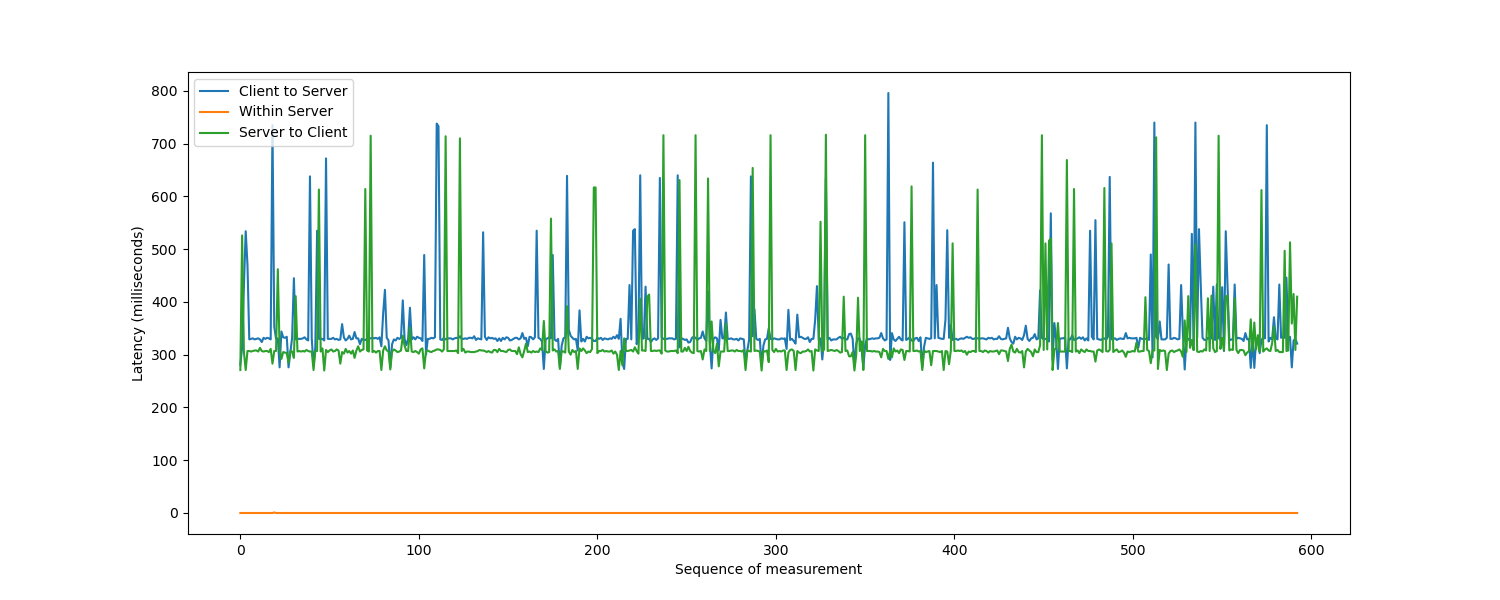 800
700
600
500
400
300
200
100
0
Latency (milliseconds)
Client to Server
Within Server
Server to Client
0 100 200 300 400 500 600
Sequence of measurement